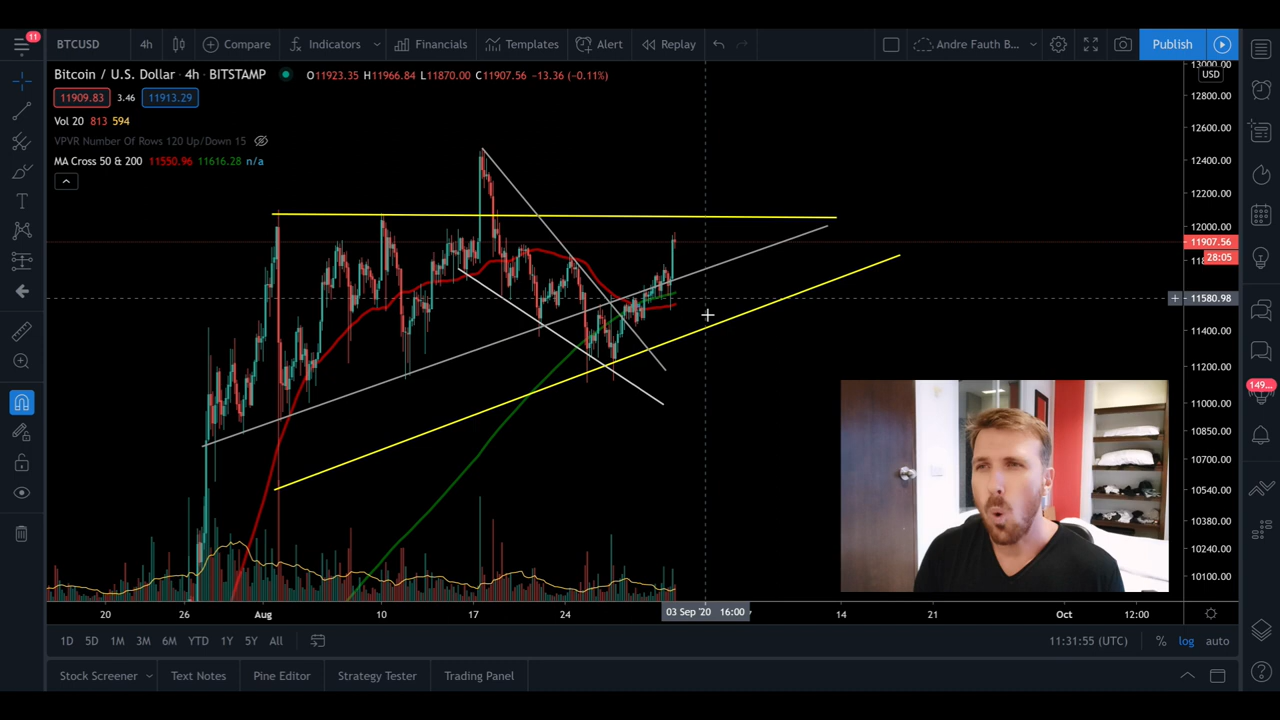 11
BTCUSD 4h Compare Indicators Financials Templates Alert Replay Andre Fauth B... Publish
Bitcoin / U.S. Dollar · 4h · BITSTAMP O11923.35 H11966.84 L11870.00 C11907.56 −13.36 (−0.11%)
11909.83 3.46 11913.29
Vol 20 813 594
VPVR Number Of Rows 120 Up/Down 15
MA Cross 50 & 200 11550.96 11616.28 n/a
13000.00
USD
12800.00
12600.00
12400.00
12200.00
12000.00
11907.56
28:05
11580.98
11400.00
11200.00
11000.00
10850.00
10700.00
10540.00
10380.00
10240.00
10100.00
149...
20 26 Aug 10 17 24 03 Sep '20 16:00 14 21 Oct 12:00
1D 5D 1M 3M 6M YTD 1Y 5Y All 11:31:55 (UTC) % log auto
Stock Screener Text Notes Pine Editor Strategy Tester Trading Panel